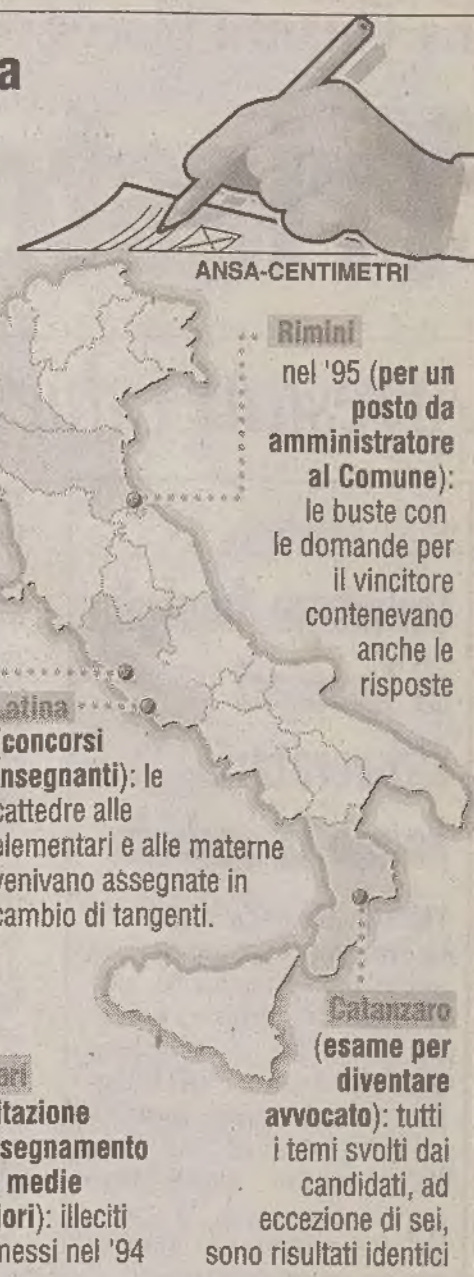 a
ANSA-CENTIMETRI
Rimini
nel '95 (per un
posto da
amministratore
al Comune):
le buste con
le domande per
il vincitore
contenevano
anche le
risposte
Latina
concorsi
insegnanti): le
cattedre alle
elementari e alle materne
venivano assegnate in
cambio di tangenti.
Catanzaro
(esame per
diventare
avvocato): tutti
i temi svolti dai
candidati, ad
eccezione di sei,
sono risultati identici
ari
itazione
segnamento
medie
iori): illeciti
messi nel '94